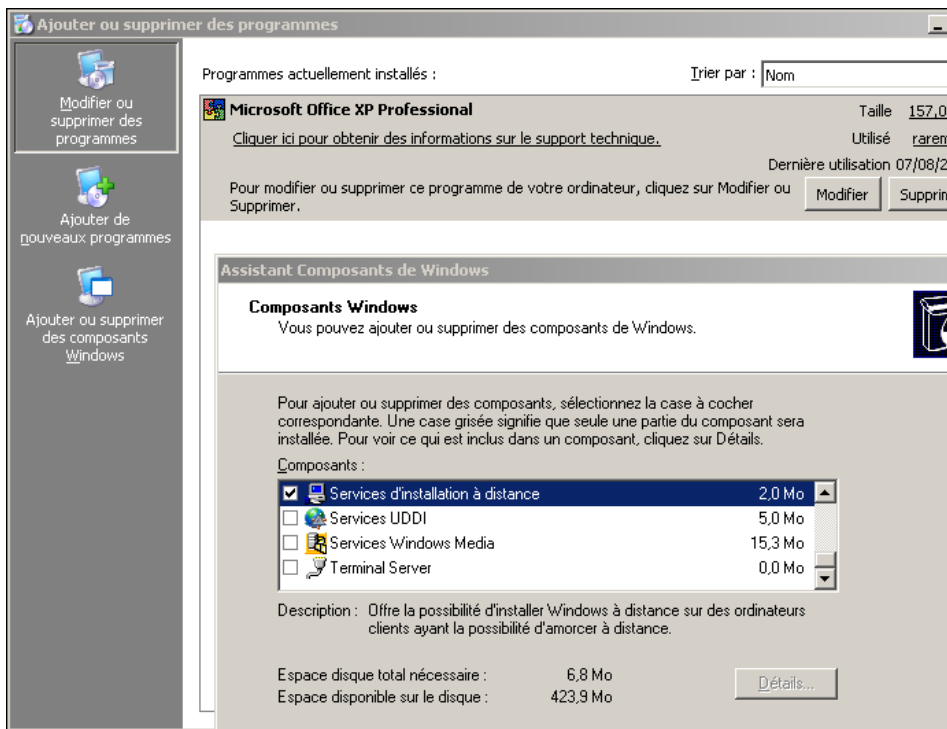 Ajouter ou supprimer des programmes
Modifier ou
supprimer des
programmes
Ajouter de
nouveaux programmes
Ajouter ou supprimer
des composants
Windows
Programmes actuellement installés :
Trier par : Nom
Microsoft Office XP Professional
Taille 157,0
Cliquer ici pour obtenir des informations sur le support technique.
Utilisé rarem
Dernière utilisation 07/08/2
Pour modifier ou supprimer ce programme de votre ordinateur, cliquez sur Modifier ou
Supprimer.
Modifier
Supprim
Assistant Composants de Windows
Composants Windows
Vous pouvez ajouter ou supprimer des composants de Windows.
Pour ajouter ou supprimer des composants, sélectionnez la case à cocher
correspondante. Une case grisée signifie que seule une partie du composant sera
installée. Pour voir ce qui est inclus dans un composant, cliquez sur Détails.
Composants :
Services d'installation à distance 2,0 Mo
Services UDDI 5,0 Mo
Services Windows Media 15,3 Mo
Terminal Server 0,0 Mo
Description : Offre la possibilité d'installer Windows à distance sur des ordinateurs
clients ayant la possibilité d'amorcer à distance.
Espace disque total nécessaire : 6,8 Mo
Espace disponible sur le disque : 423,9 Mo
Détails...